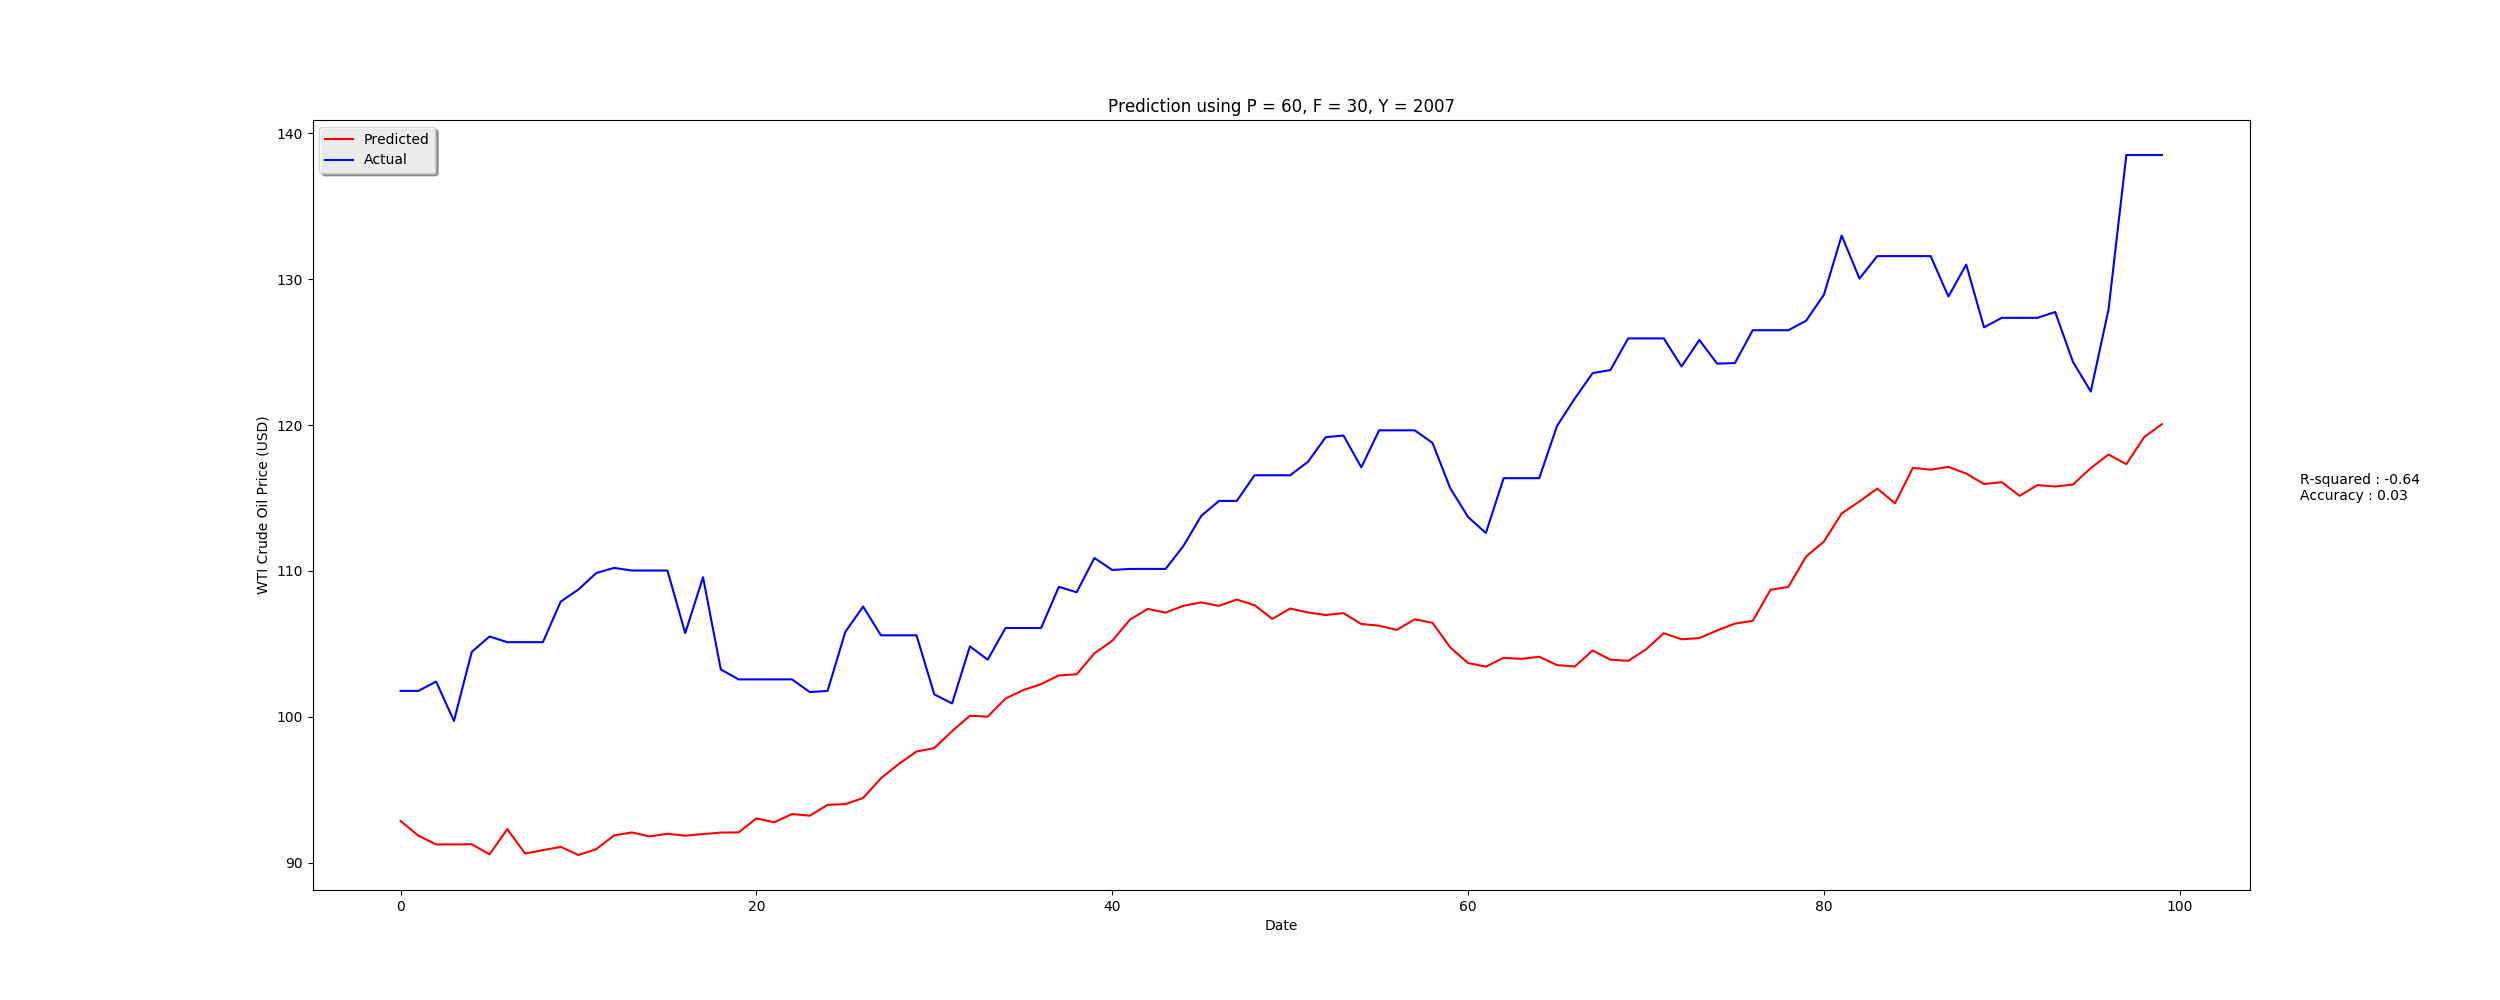 Prediction using P = 60, F = 30, Y = 2007
Predicted
Actual
140
130
120
110
100
90
WTI Crude Oil Price (USD)
0
20
40
60
80
100
Date
R-squared : -0.64
Accuracy : 0.03